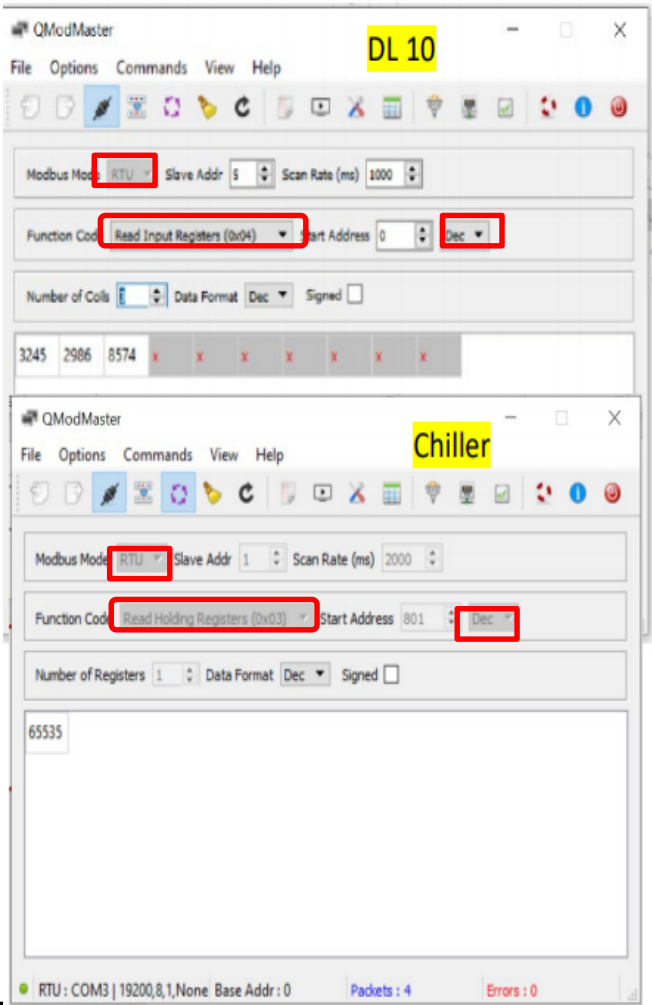 QModMaster
DL 10
File Options Commands View Help
Modbus Mode RTU Slave Addr 5 Scan Rate (ms) 1000
Function Code Read Input Registers (0x04) Start Address 0 Dec
Number of Coils 3 Data Format Dec Signed
3245 2986 8574 x x x x x x x
QModMaster
Chiller
File Options Commands View Help
Modbus Mode RTU Slave Addr 1 Scan Rate (ms) 2000
Function Code Read Holding Registers (0x03) Start Address 801 Dec
Number of Registers 1 Data Format Dec Signed
65535
RTU : COM3 | 19200,8,1,None Base Addr : 0 Packets : 4 Errors : 0